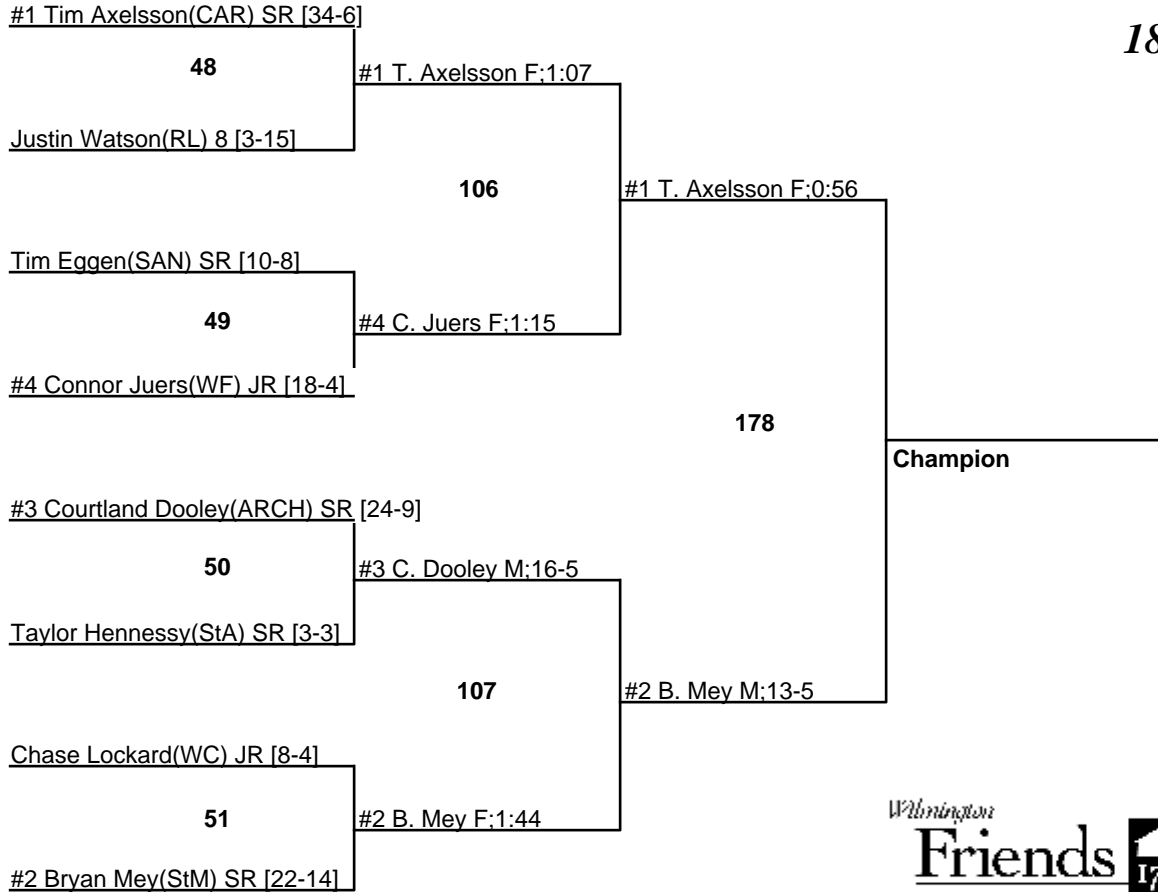 #1 Tim Axelsson(CAR) SR [34-6]
18
48
#1 T. Axelsson F;1:07
Justin Watson(RL) 8 [3-15]
106
#1 T. Axelsson F;0:56
Tim Eggen(SAN) SR [10-8]
49
#4 C. Juers F;1:15
#4 Connor Juers(WF) JR [18-4]
178
Champion
#3 Courtland Dooley(ARCH) SR [24-9]
50
#3 C. Dooley M;16-5
Taylor Hennessy(StA) SR [3-3]
107
#2 B. Mey M;13-5
Chase Lockard(WC) JR [8-4]
51
#2 B. Mey F;1:44
#2 Bryan Mey(StM) SR [22-14]
Wilmington
Friends
17